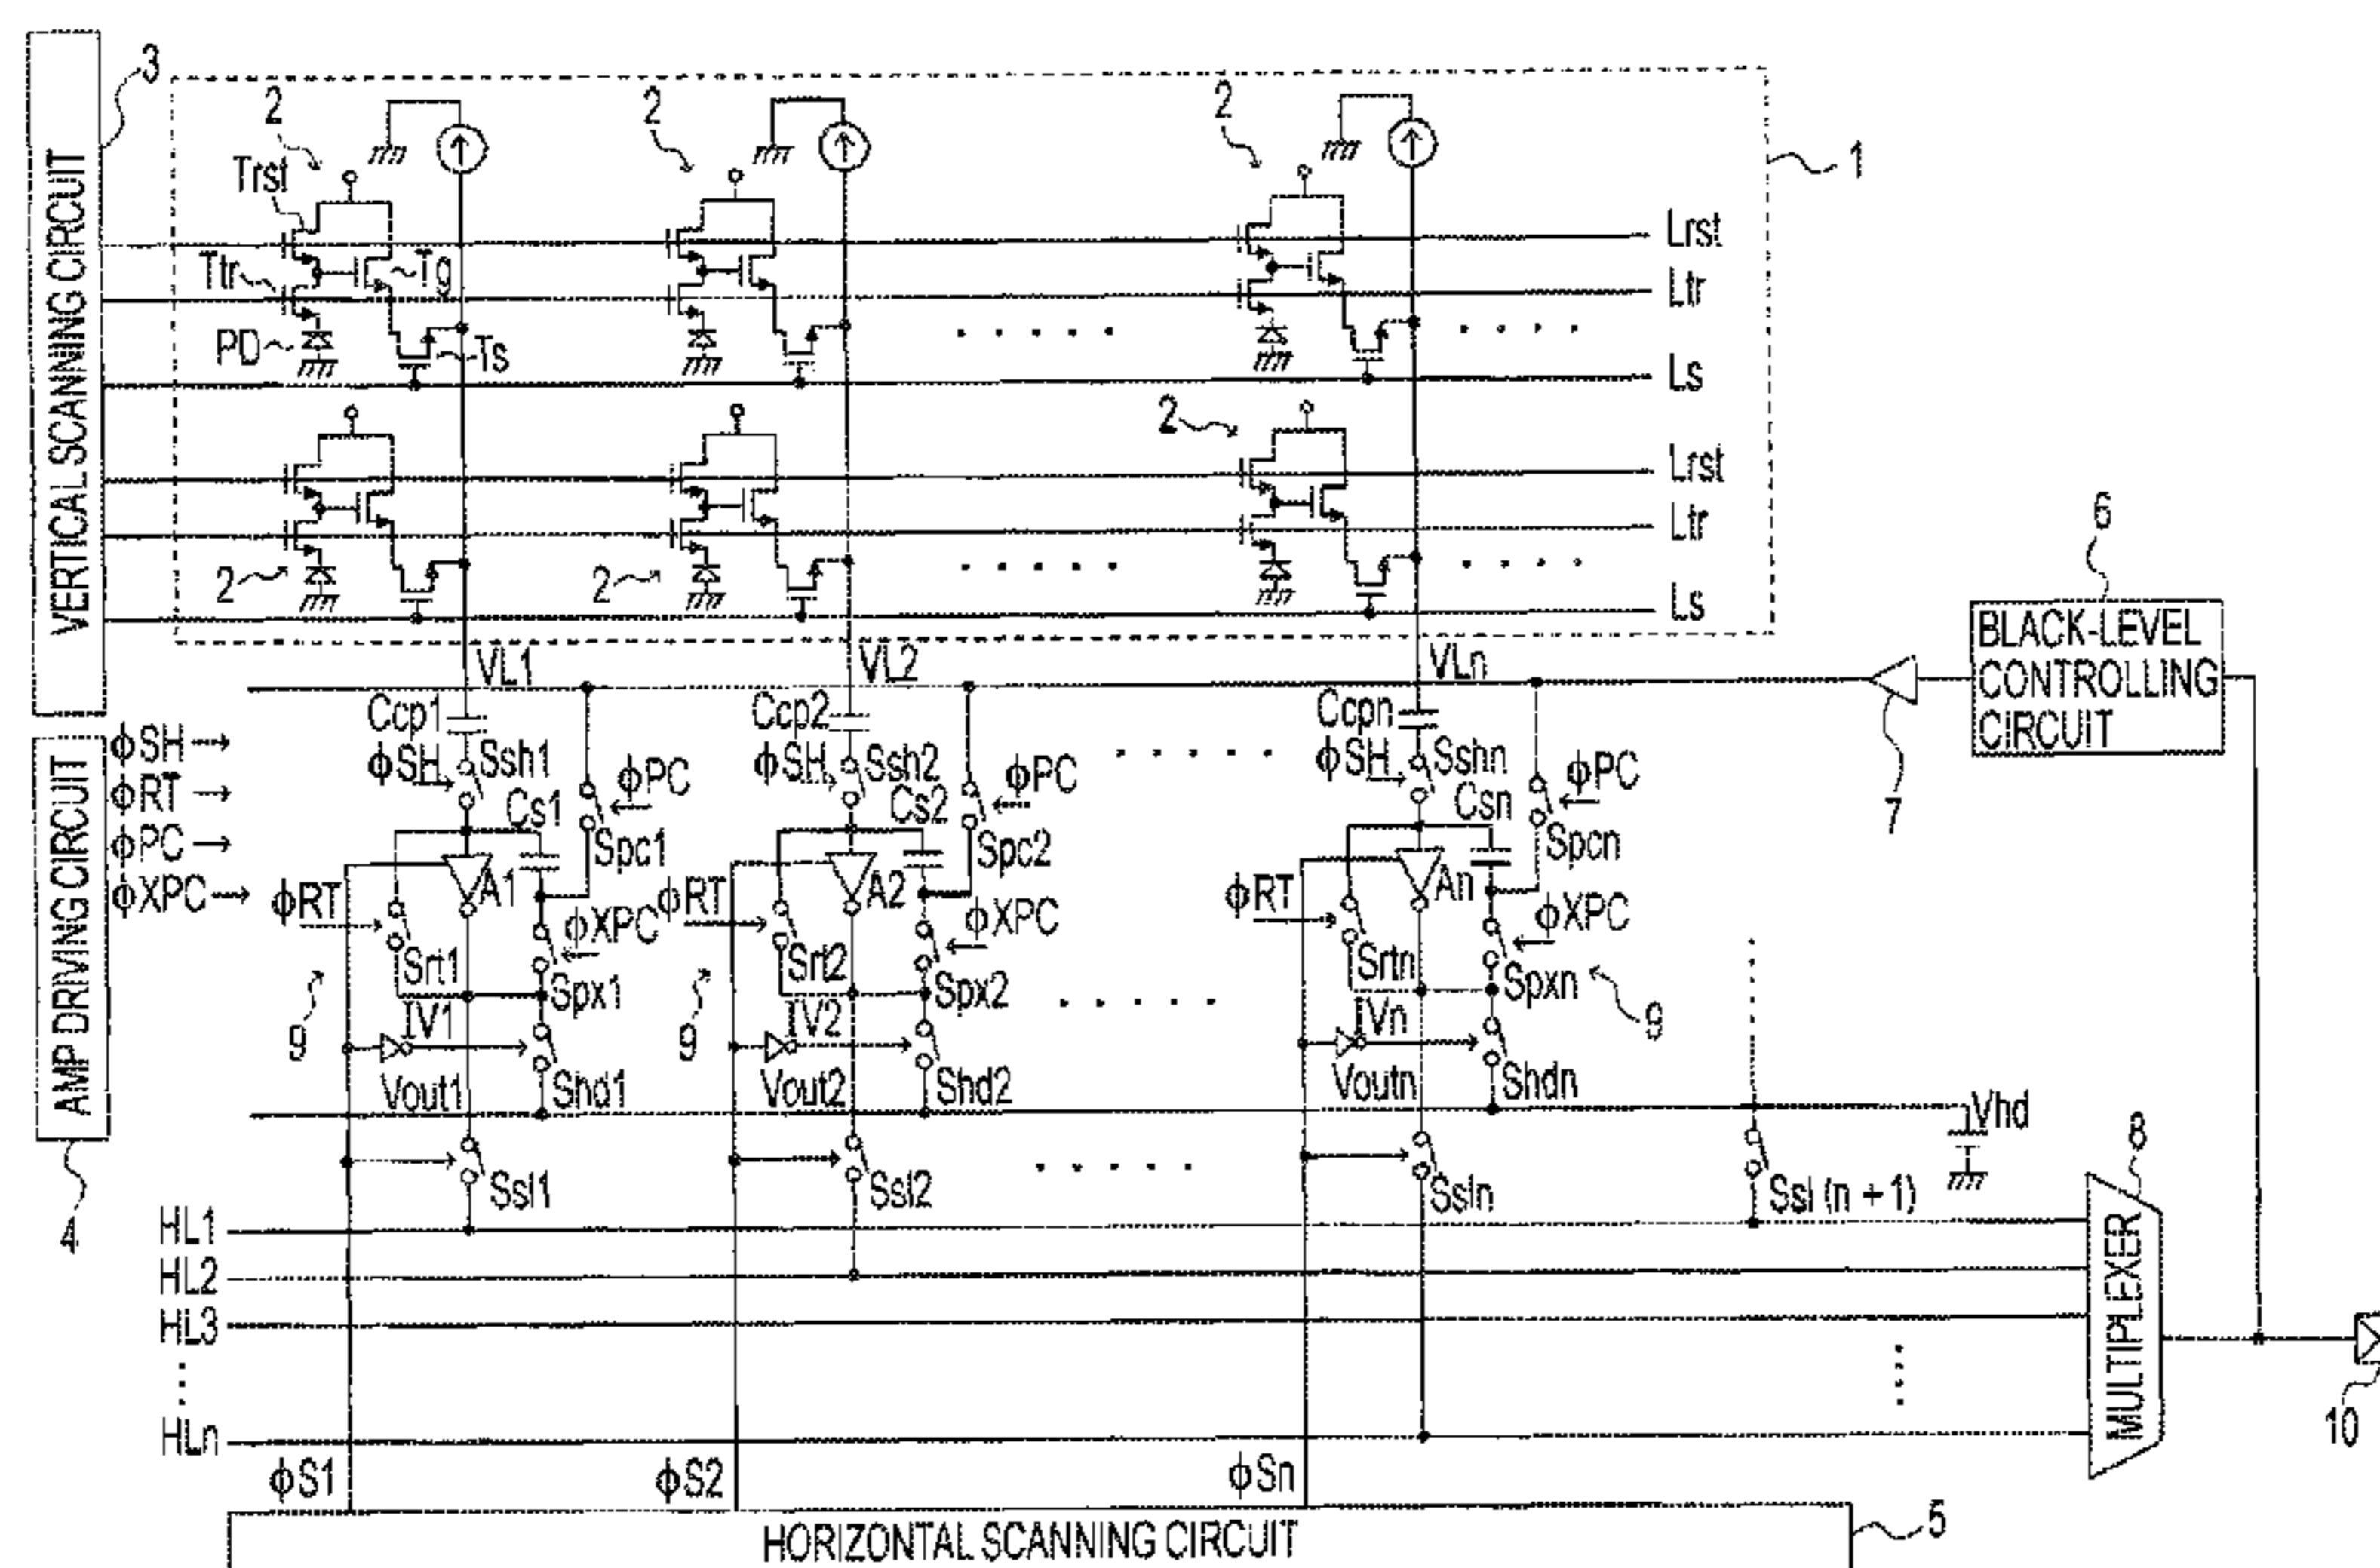 VERTICAL SCANNING CIRCUIT
3
2
2
2
1
Trst
Ttr
Tg
PD
Ts
Lrst
Ltr
Ls
2
2
2
Lrst
Ltr
Ls
6
BLACK-LEVEL
CONTROLLING
CIRCUIT
7
VL1
VL2
VLn
AMP DRIVING CIRCUIT
4
ϕSH
ϕRT
ϕPC
ϕXPC
Ccp1
ϕSH
Ssh1
Cs1
ϕPC
Spc1
ϕRT
A1
ϕXPC
Srt1
Spx1
9
IV1
Vout1
Shd1
Ssl1
Ccp2
ϕSH
Ssh2
Cs2
ϕPC
Spc2
ϕRT
A2
ϕXPC
Srt2
Spx2
9
IV2
Vout2
Shd2
Ssl2
Ccpn
ϕSH
Sshn
Csn
ϕPC
Spcn
ϕRT
An
ϕXPC
Srtn
Spxn
9
IVn
Voutn
Shdn
Ssln
Ssl (n + 1)
Vhd
8
MULTIPLEXER
10
HL1
HL2
HL3
HLn
ϕS1
ϕS2
ϕSn
HORIZONTAL SCANNING CIRCUIT
5